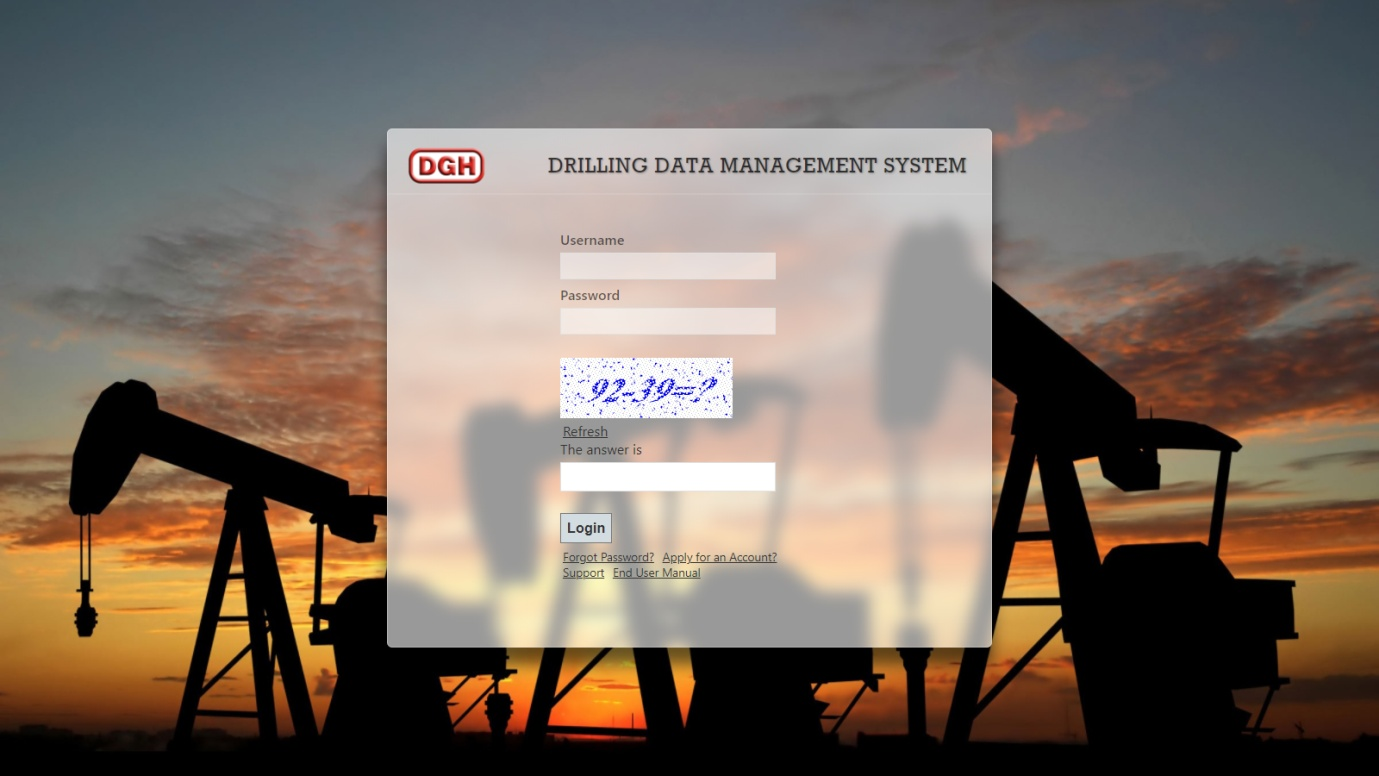 DGH
DRILLING DATA MANAGEMENT SYSTEM
Username
Password
92-39=?
Refresh
The answer is
Login
Forgot Password? Apply for an Account?
Support End User Manual